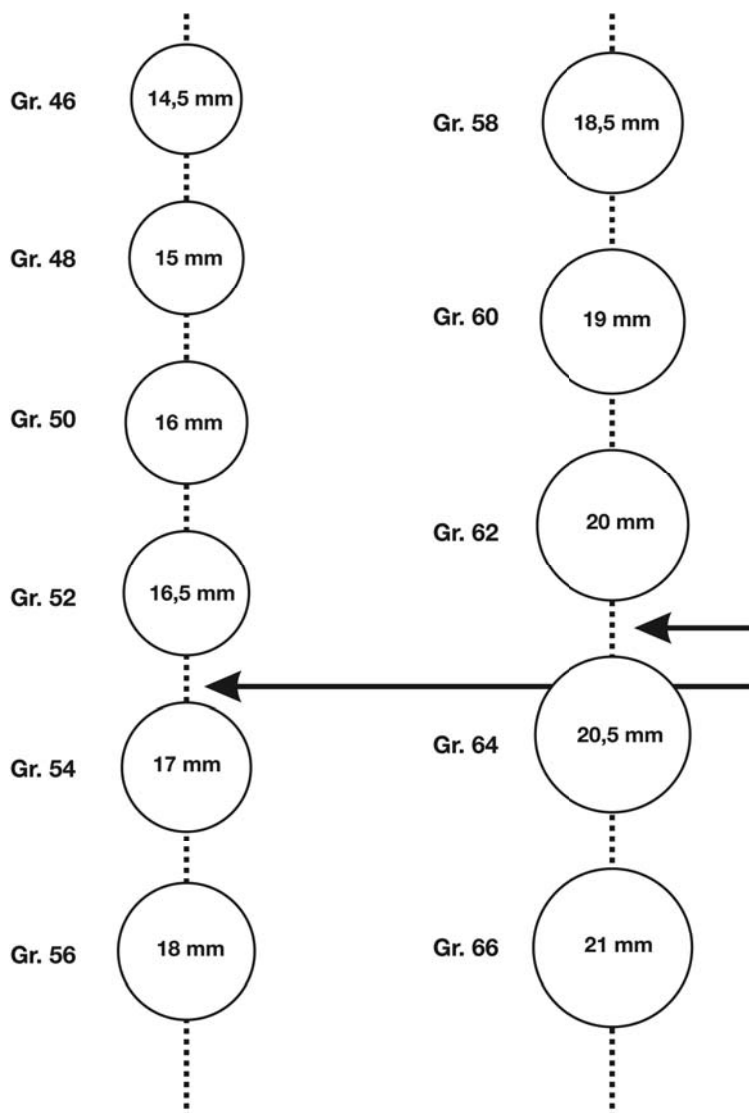 Gr. 46 14,5 mm
Gr. 48 15 mm
Gr. 50 16 mm
Gr. 52 16,5 mm
Gr. 54 17 mm
Gr. 56 18 mm
Gr. 58 18,5 mm
Gr. 60 19 mm
Gr. 62 20 mm
Gr. 64 20,5 mm
Gr. 66 21 mm